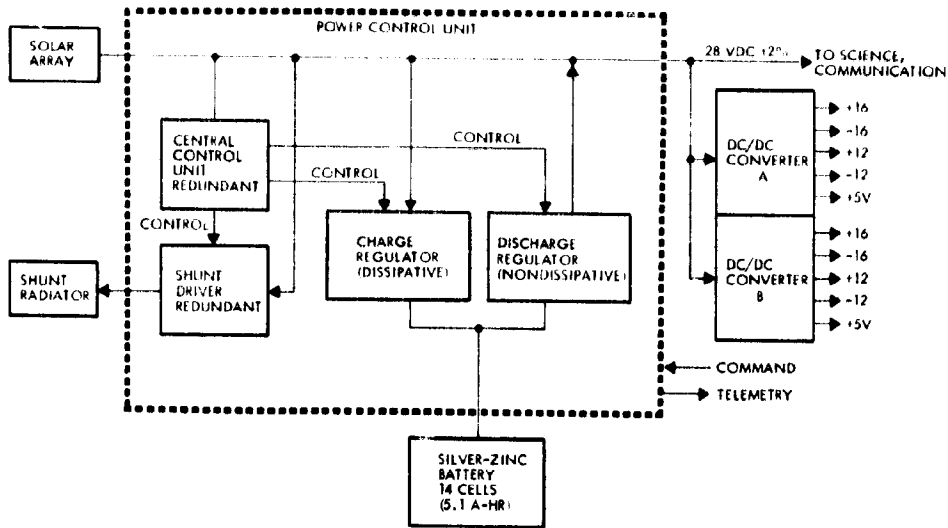 POWER CONTROL UNIT
SOLAR
ARRAY
28 VDC ±2%
TO SCIENCE,
COMMUNICATION
CENTRAL
CONTROL
UNIT
REDUNDANT
CONTROL
CONTROL
CONTROL
SHUNT
RADIATOR
SHUNT
DRIVER
REDUNDANT
CHARGE
REGULATOR
(DISSIPATIVE)
DISCHARGE
REGULATOR
(NONDISSIPATIVE)
DC/DC
CONVERTER
A
+16
-16
+12
-12
+5V
DC/DC
CONVERTER
B
+16
-16
+12
-12
+5V
COMMAND
TELEMETRY
SILVER-ZINC
BATTERY
14 CELLS
(5.1 A-HR)